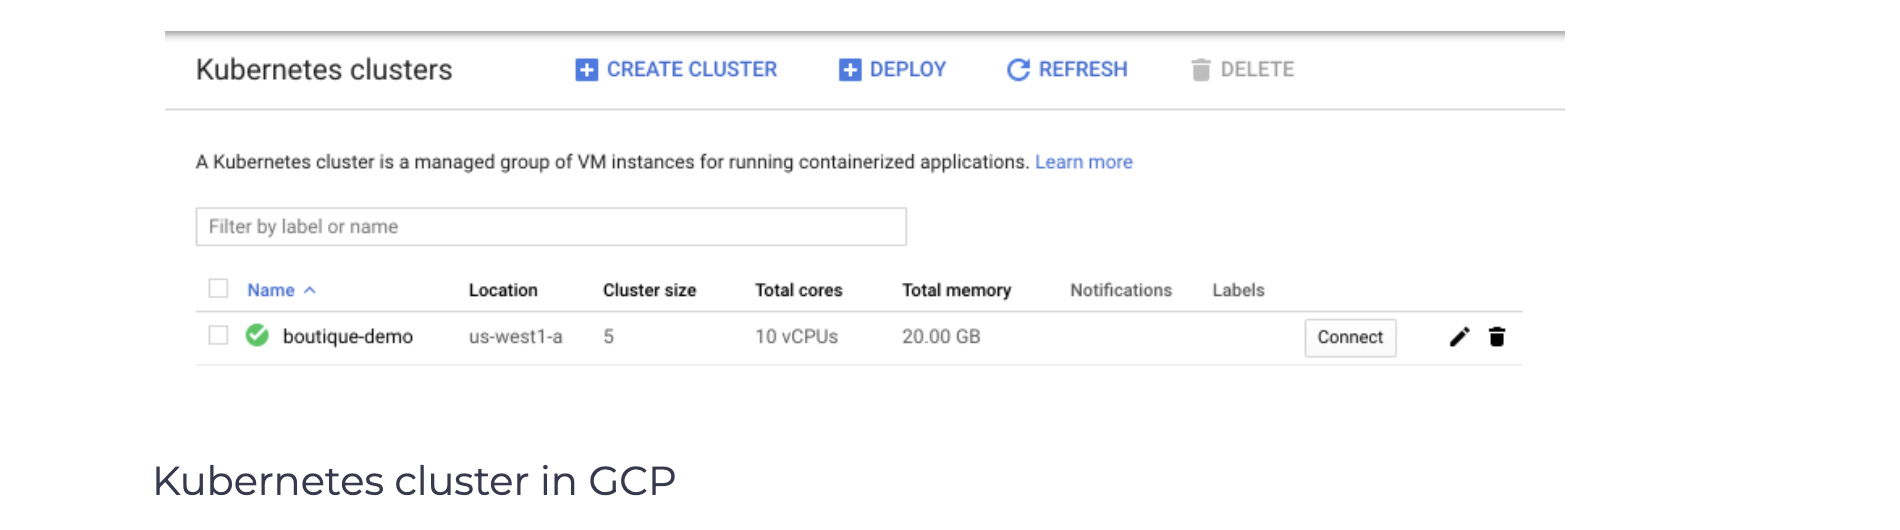 Kubernetes clusters CREATE CLUSTER DEPLOY REFRESH DELETE
A Kubernetes cluster is a managed group of VM instances for running containerized applications. Learn more
Filter by label or name
Name Location Cluster size Total cores Total memory Notifications Labels
boutique-demo us-west1-a 5 10 vCPUs 20.00 GB Connect
Kubernetes cluster in GCP